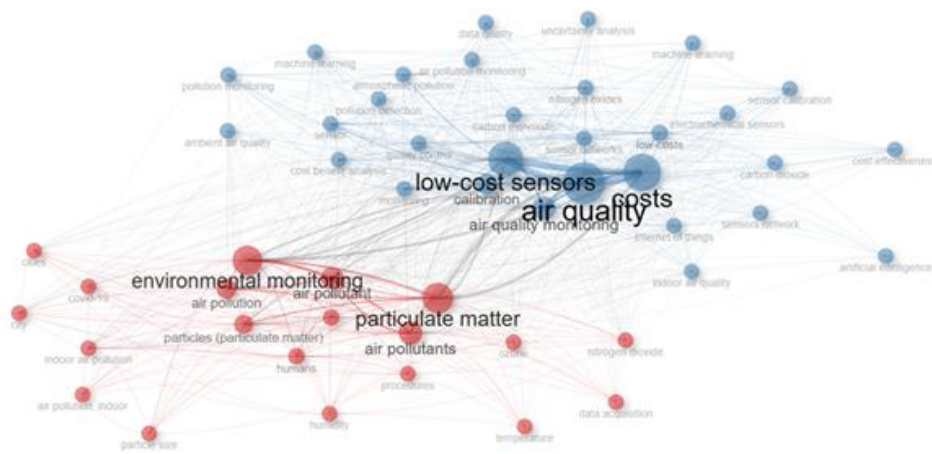 data quality
uncertainty analysis
machine learning
machine learning
air pollution monitoring
pollution monitoring
atmospheric pollution
nitrogen oxides
sensor calibration
pollution detection
carbon monoxide
electrochemical sensors
sensor
ambient air quality
quality control
sensor networks
low-costs
cost effectiveness
cost benefit analysis
carbon dioxide
low-cost sensors
monitoring
calibration
costs
air quality
air quality monitoring
sensors network
internet of things
cities
artificial intelligence
environmental monitoring
indoor air quality
air pollutant
covid-19
air pollution
city
particulate matter
particles (particulate matter)
air pollutants
ozone
nitrogen dioxide
indoor air pollution
humans
procedures
air pollution, indoor
data acquisition
humidity
temperature
particle size